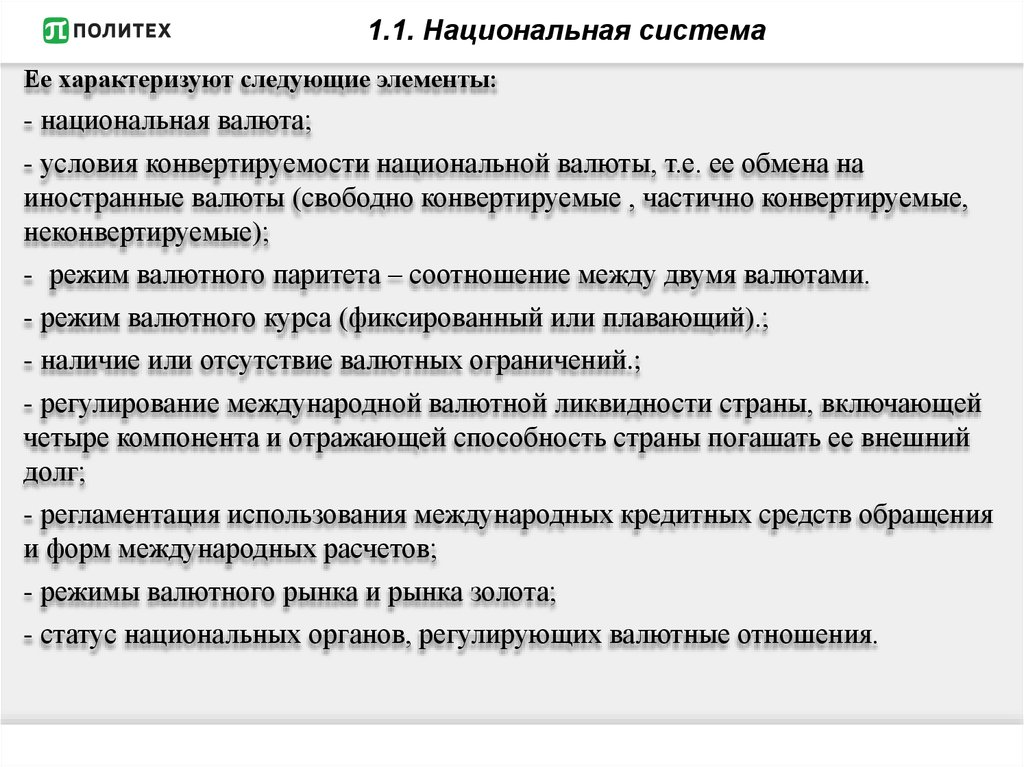 ПОЛИТЕХ
1.1. Национальная система
Ее характеризуют следующие элементы:
- национальная валюта;
- условия конвертируемости национальной валюты, т.е. ее обмена на
иностранные валюты (свободно конвертируемые , частично конвертируемые,
неконвертируемые);
-  режим валютного паритета – соотношение между двумя валютами.
- режим валютного курса (фиксированный или плавающий).;
- наличие или отсутствие валютных ограничений.;
- регулирование международной валютной ликвидности страны, включающей
четыре компонента и отражающей способность страны погашать ее внешний
долг;
- регламентация использования международных кредитных средств обращения
и форм международных расчетов;
- режимы валютного рынка и рынка золота;
- статус национальных органов, регулирующих валютные отношения.